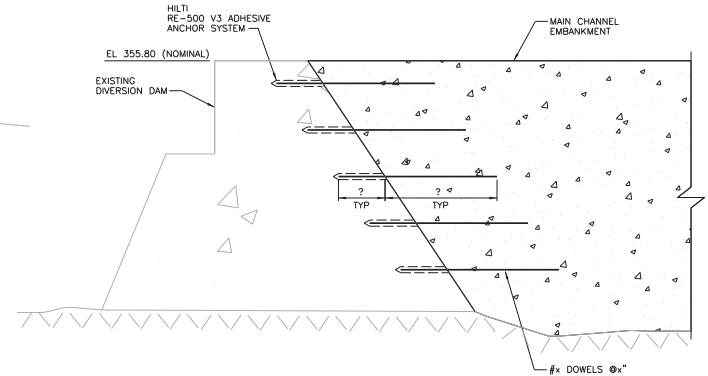 HILTI
RE-500 V3 ADHESIVE
ANCHOR SYSTEM
MAIN CHANNEL
EMBANKMENT
EL 355.80 (NOMINAL)
EXISTING
DIVERSION DAM
? ?
TYP TYP
#x DOWELS @x"